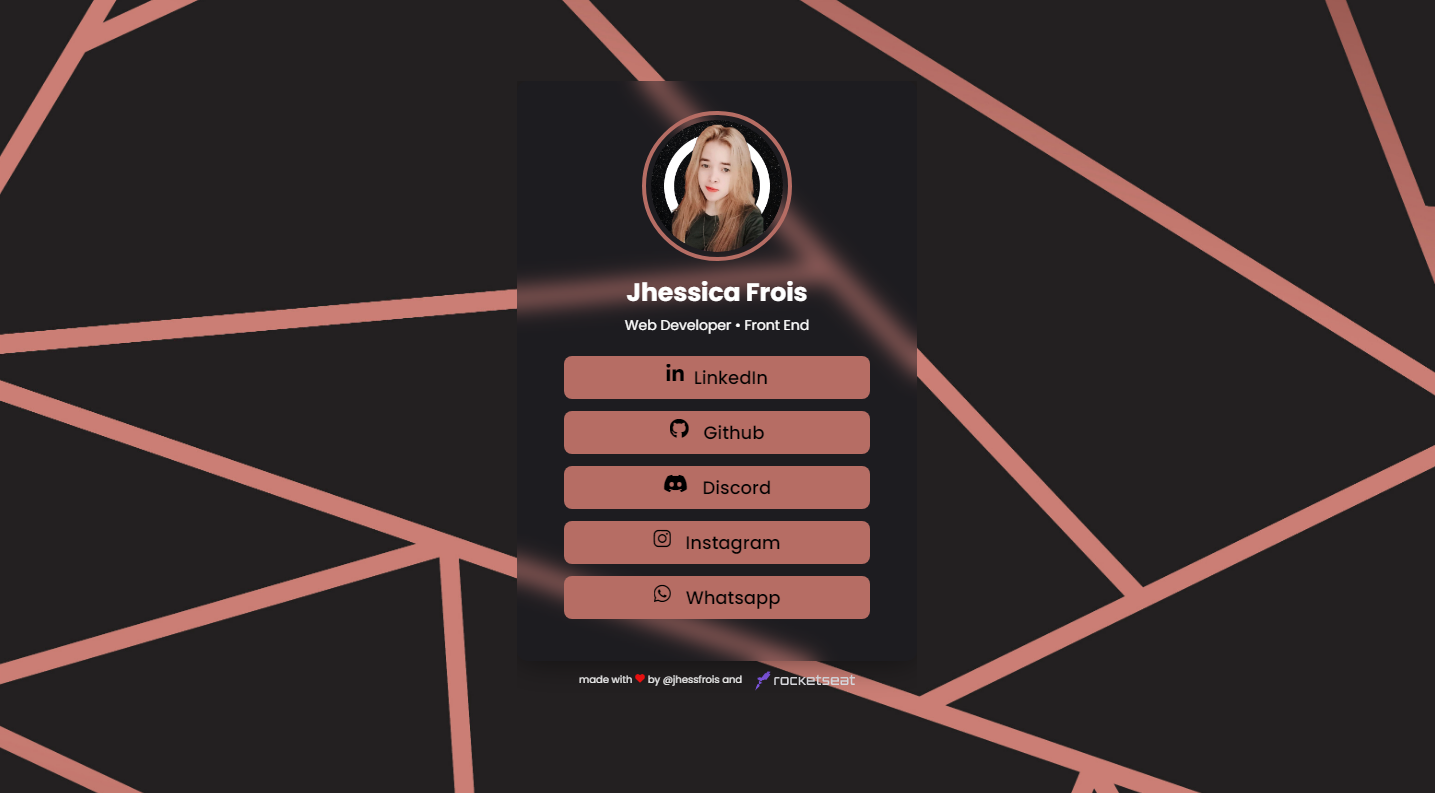 Jhessica Frois
Web Developer • Front End
LinkedIn
Github
Discord
Instagram
Whatsapp
made with ❤ by @jhessfrois and rocketseat